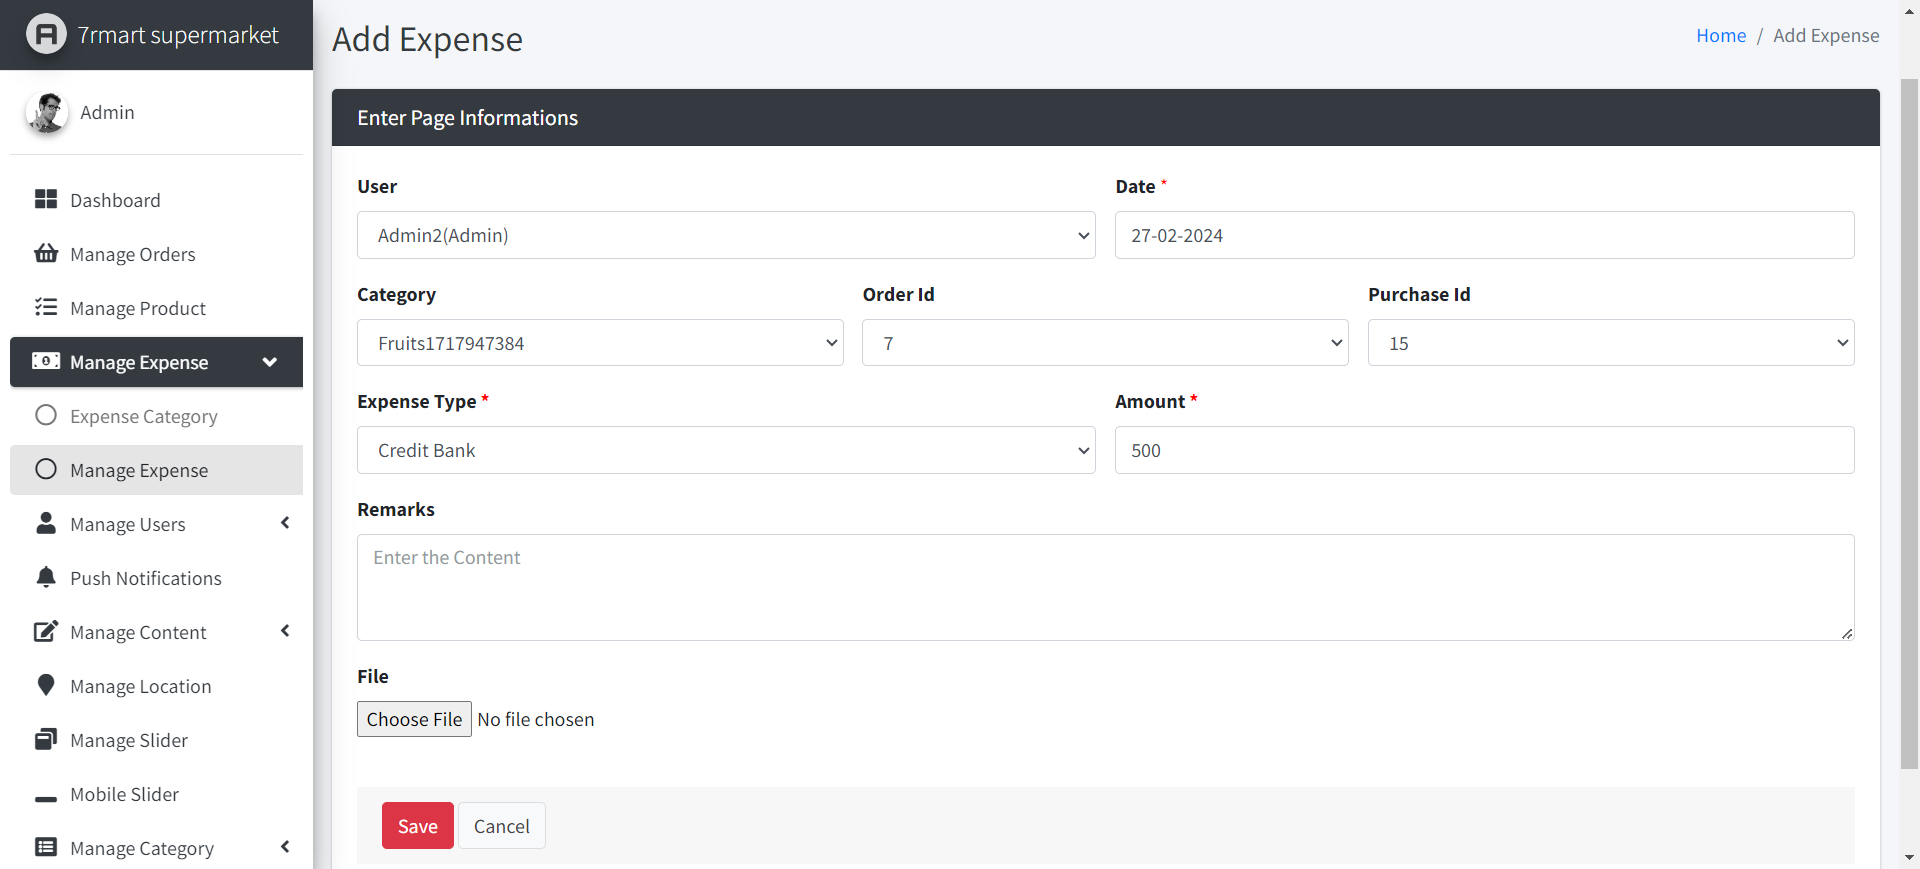 7rmart supermarket
Admin
Dashboard
Manage Orders
Manage Product
Manage Expense
Expense Category
Manage Expense
Manage Users
Push Notifications
Manage Content
Manage Location
Manage Slider
Mobile Slider
Manage Category
Add Expense
Home / Add Expense
Enter Page Informations
User
Date *
Admin2(Admin)
27-02-2024
Category
Order Id
Purchase Id
Fruits1717947384
7
15
Expense Type *
Amount *
Credit Bank
500
Remarks
Enter the Content
File
Choose File No file chosen
Save
Cancel